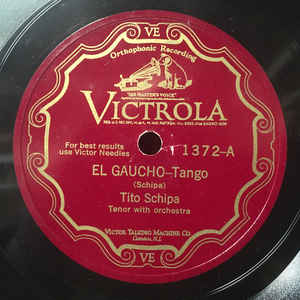 VE
Orthophonic Recording
"HIS MASTER'S VOICE"
VICTROLA
For best results
use Victor Needles
1372-A
EL GAUCHO-Tango
(Schipa)
Tito Schipa
Tenor with orchestra
VICTOR TALKING MACHINE CO.
CAMDEN, N.J.
VE